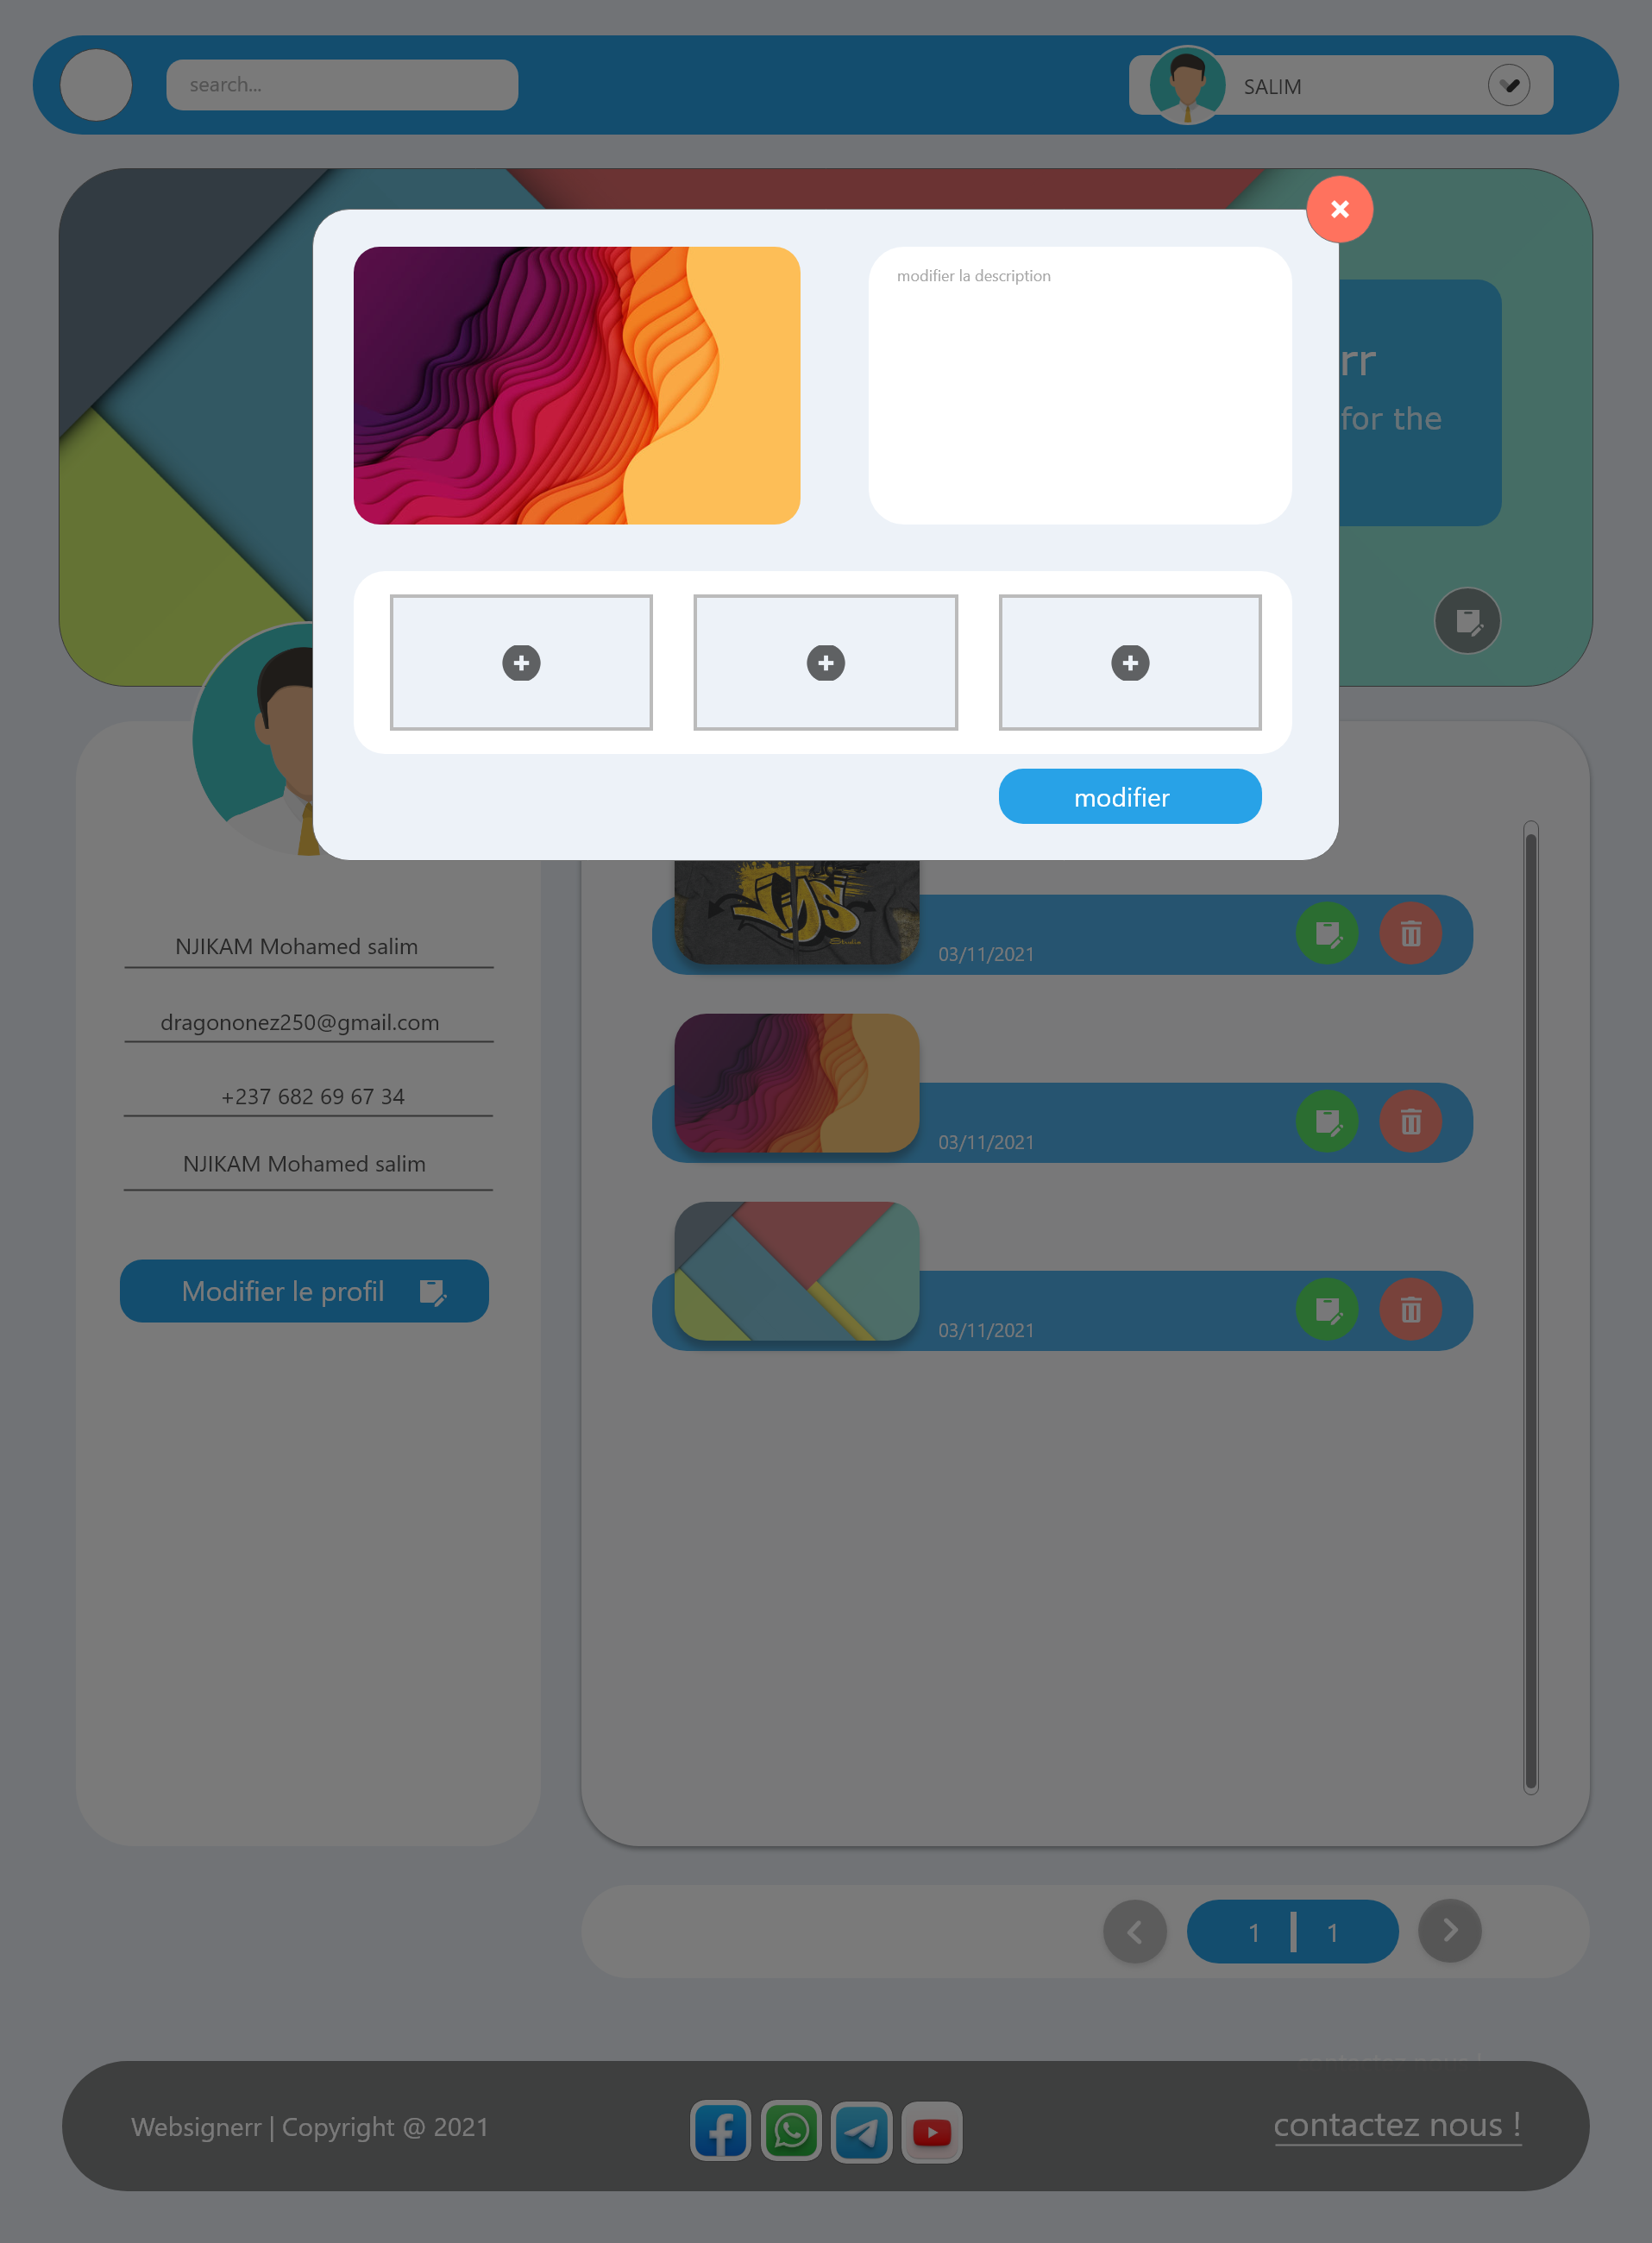 search...
SALIM
modifier la description
rr
for the
modifier
Studio
03/11/2021
03/11/2021
03/11/2021
NJIKAM Mohamed salim
dragononez250@gmail.com
+237 682 69 67 34
NJIKAM Mohamed salim
Modifier le profil
1 | 1
Websignerr | Copyright @ 2021
contactez nous !